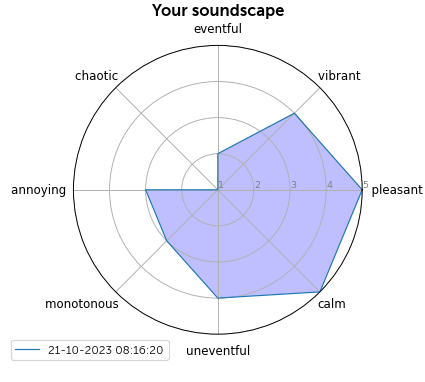 Your soundscape
eventful
chaotic
vibrant
annoying
1 2 3 4 5
pleasant
monotonous
calm
uneventful
21-10-2023 08:16:20